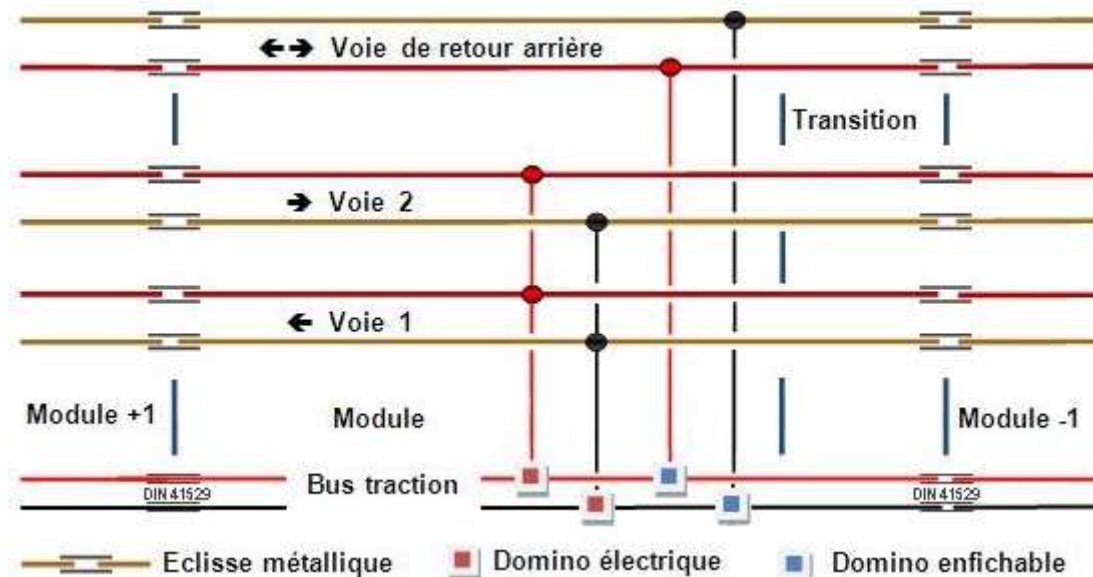 Voie de retour arrière
Transition
Voie 2
Voie 1
Module +1
Module
Module -1
Bus traction
DIN 41529
DIN 41529
Eclisse métallique
Domino électrique
Domino enfichable